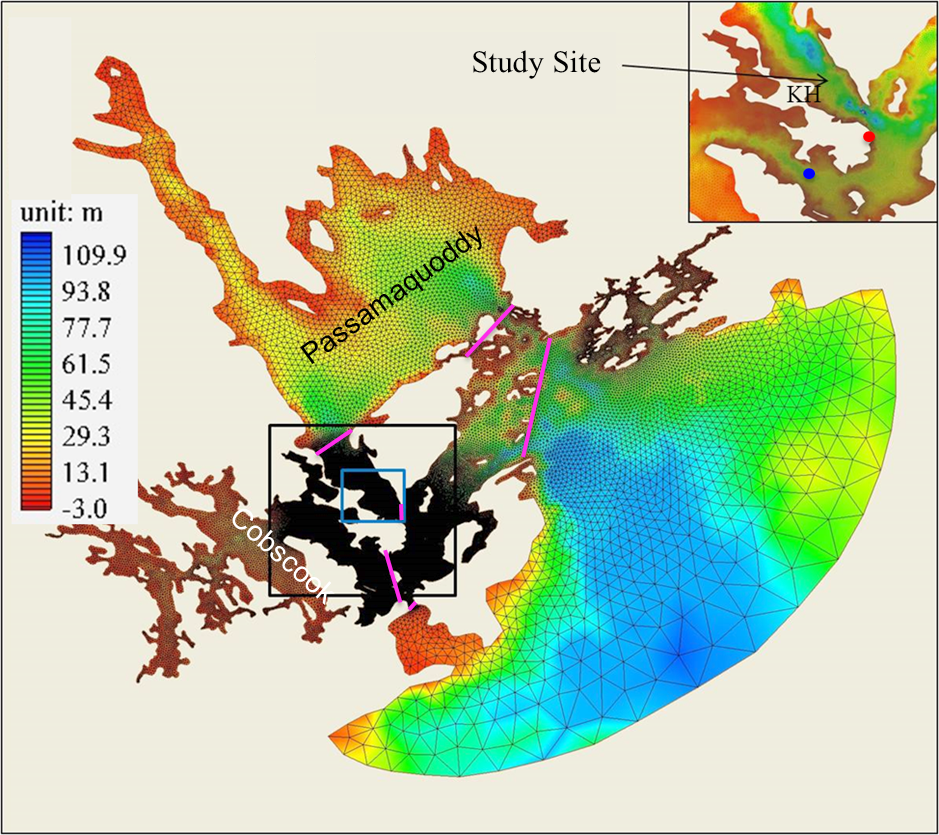 Study Site
KH
unit: m
109.9
93.8
77.7
61.5
45.4
29.3
13.1
-3.0
Passamaquoddy
Cobscook